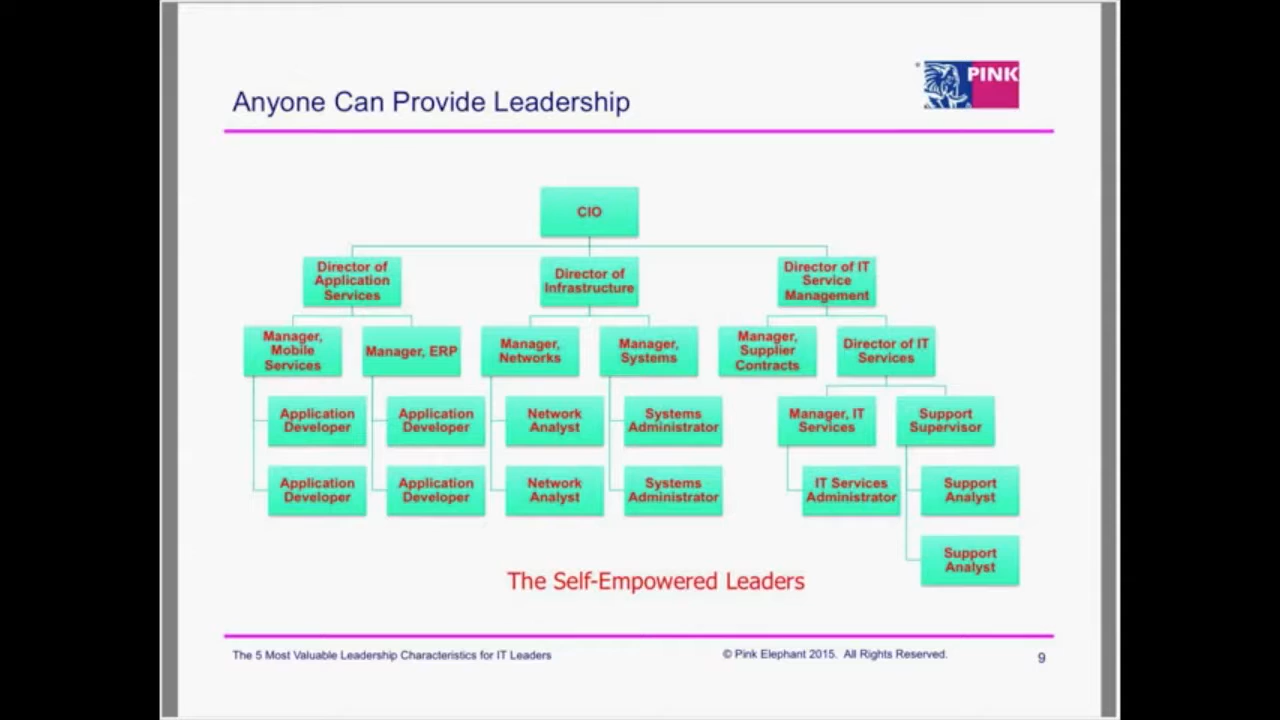 PINK
Anyone Can Provide Leadership
CIO
Director of
Application
Services
Director of
Infrastructure
Director of IT
Service
Management
Manager,
Mobile
Services
Manager, ERP
Manager,
Networks
Manager,
Systems
Manager,
Supplier
Contracts
Director of IT
Services
Application
Developer
Application
Developer
Network
Analyst
Systems
Administrator
Manager, IT
Services
Support
Supervisor
Application
Developer
Application
Developer
Network
Analyst
Systems
Administrator
IT Services
Administrator
Support
Analyst
Support
Analyst
The Self-Empowered Leaders
The 5 Most Valuable Leadership Characteristics for IT Leaders
© Pink Elephant 2015. All Rights Reserved.
9